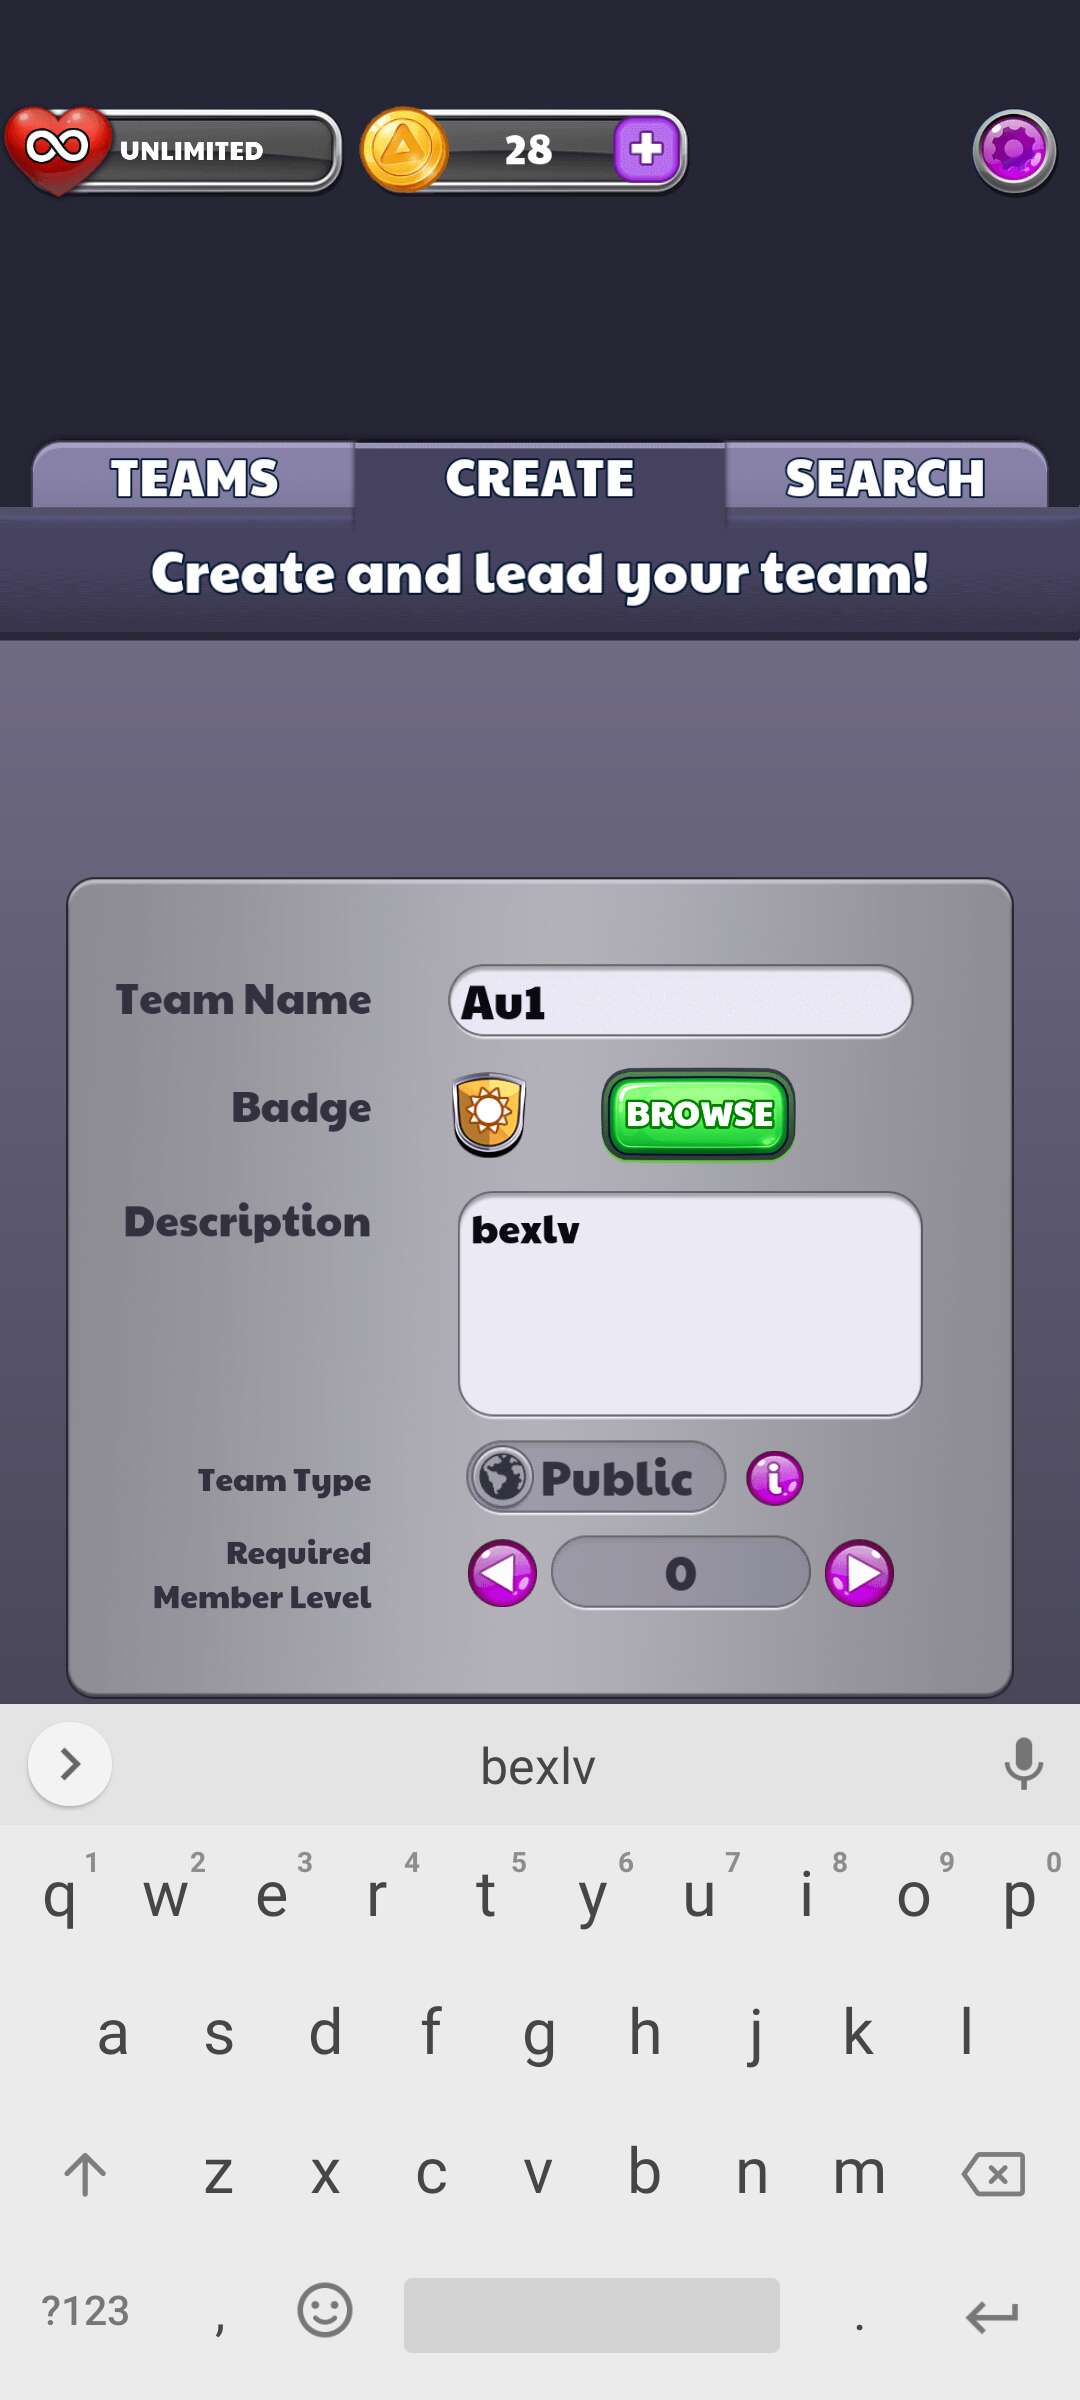 UNLIMITED
28
TEAMS CREATE SEARCH
Create and lead your team!
Team Name Au1
Badge BROWSE
Description bexlv
Team Type Public i
Required
Member Level 0
bexlv
1 2 3 4 5 6 7 8 9 0
q w e r t y u i o p
a s d f g h j k l
z x c v b n m
?123 , .